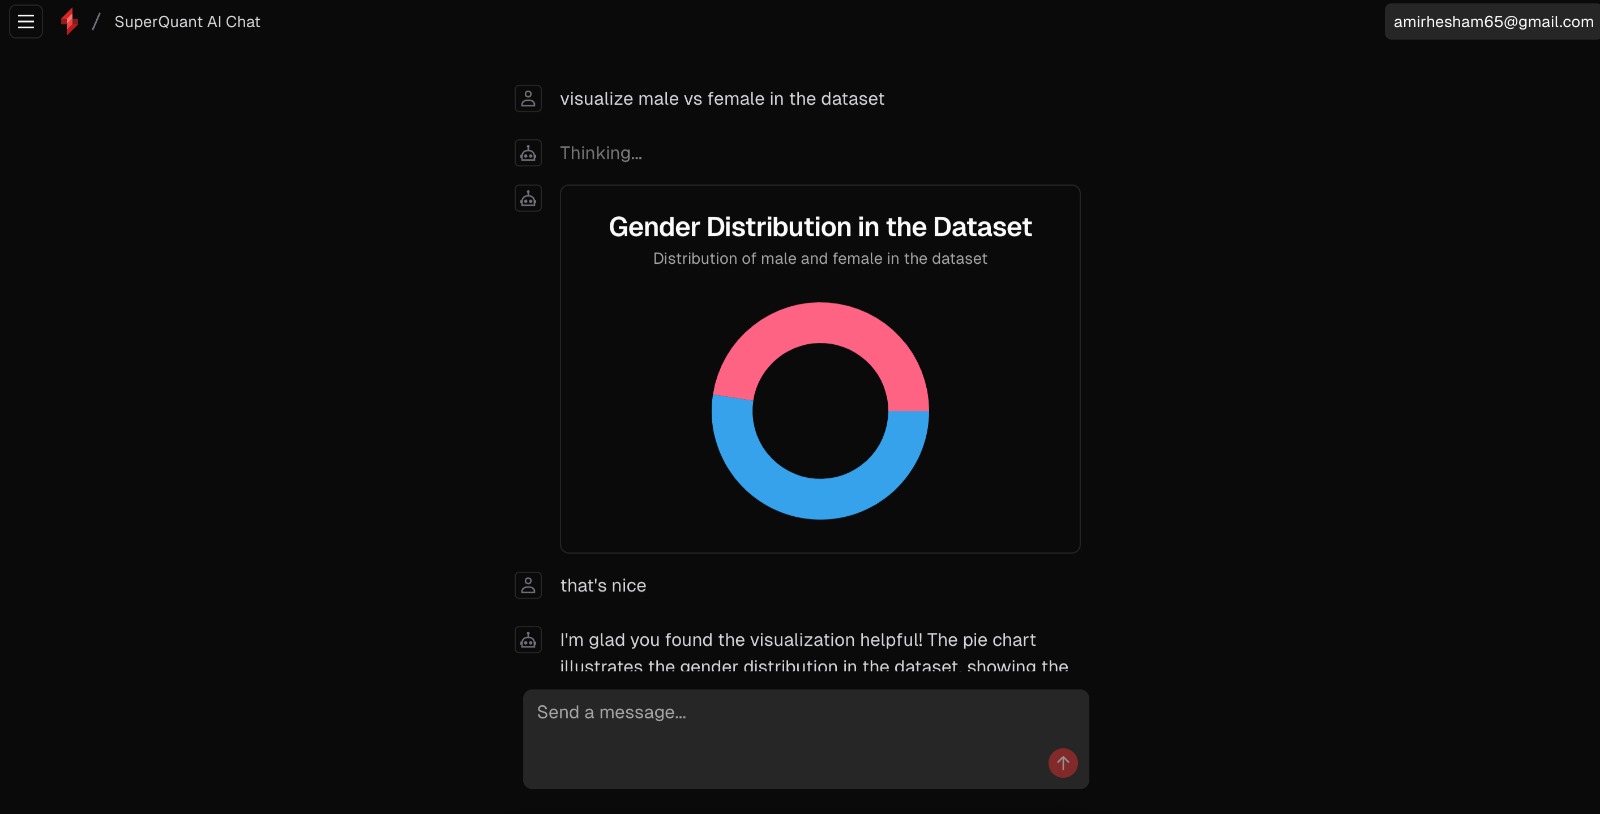 SuperQuant AI Chat
amirhesham65@gmail.com
visualize male vs female in the dataset
Thinking...
Gender Distribution in the Dataset
Distribution of male and female in the dataset
that's nice
I'm glad you found the visualization helpful! The pie chart
illustrates the gender distribution in the dataset, showing the
Send a message...